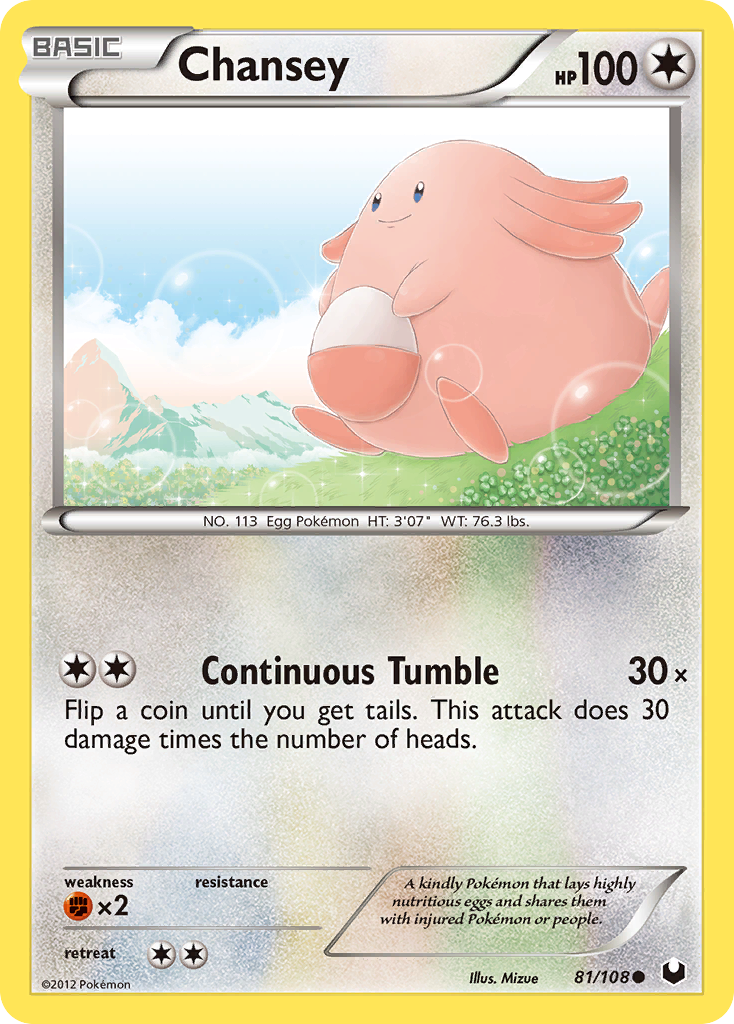 BASIC Chansey HP100
NO. 113 Egg Pokémon HT: 3'07" WT: 76.3 lbs.
Continuous Tumble 30×
Flip a coin until you get tails. This attack does 30
damage times the number of heads.
weakness resistance
×2
retreat
A kindly Pokémon that lays highly
nutritious eggs and shares them
with injured Pokémon or people.
©2012 Pokémon
Illus. Mizue 81/108